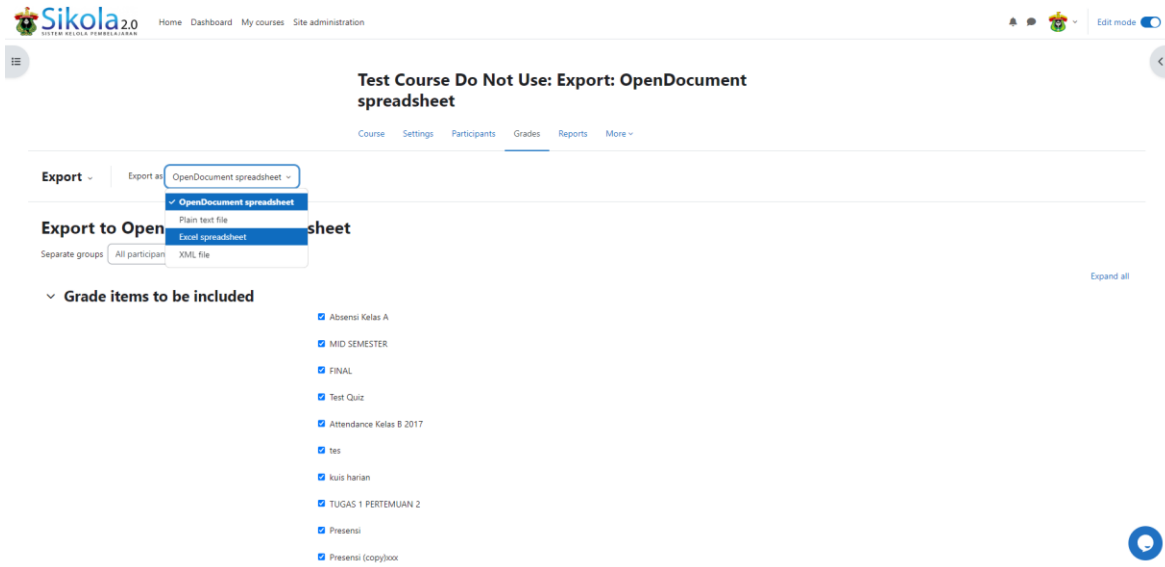 Sikola 2.0
SISTEM KELOLA PEMBELAJARAN
Home Dashboard My courses Site administration
Edit mode
Test Course Do Not Use: Export: OpenDocument
spreadsheet
Course Settings Participants Grades Reports More
Export
Export as OpenDocument spreadsheet
OpenDocument spreadsheet
Plain text file
Excel spreadsheet
XML file
Export to Open sheet
Separate groups All participan
Expand all
Grade items to be included
Absensi Kelas A
MID SEMESTER
FINAL
Test Quiz
Attendance Kelas B 2017
tes
kuis harian
TUGAS 1 PERTEMUAN 2
Presensi
Presensi (copy)xxx